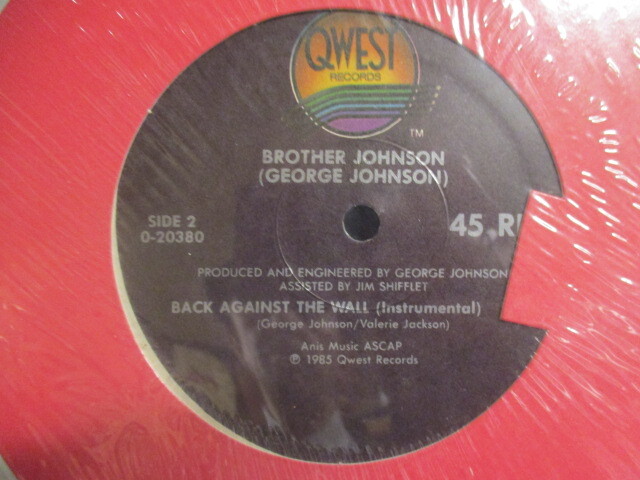 QWEST
RECORDS
TM
BROTHER JOHNSON
(GEORGE JOHNSON)
SIDE 2
0-20380
45 R
PRODUCED AND ENGINEERED BY GEORGE JOHNSON
ASSISTED BY JIM SHIFFLET
BACK AGAINST THE WALL (Instrumental)
(George Johnson/Valerie Jackson)
Anis Music ASCAP
℗ 1985 Qwest Records